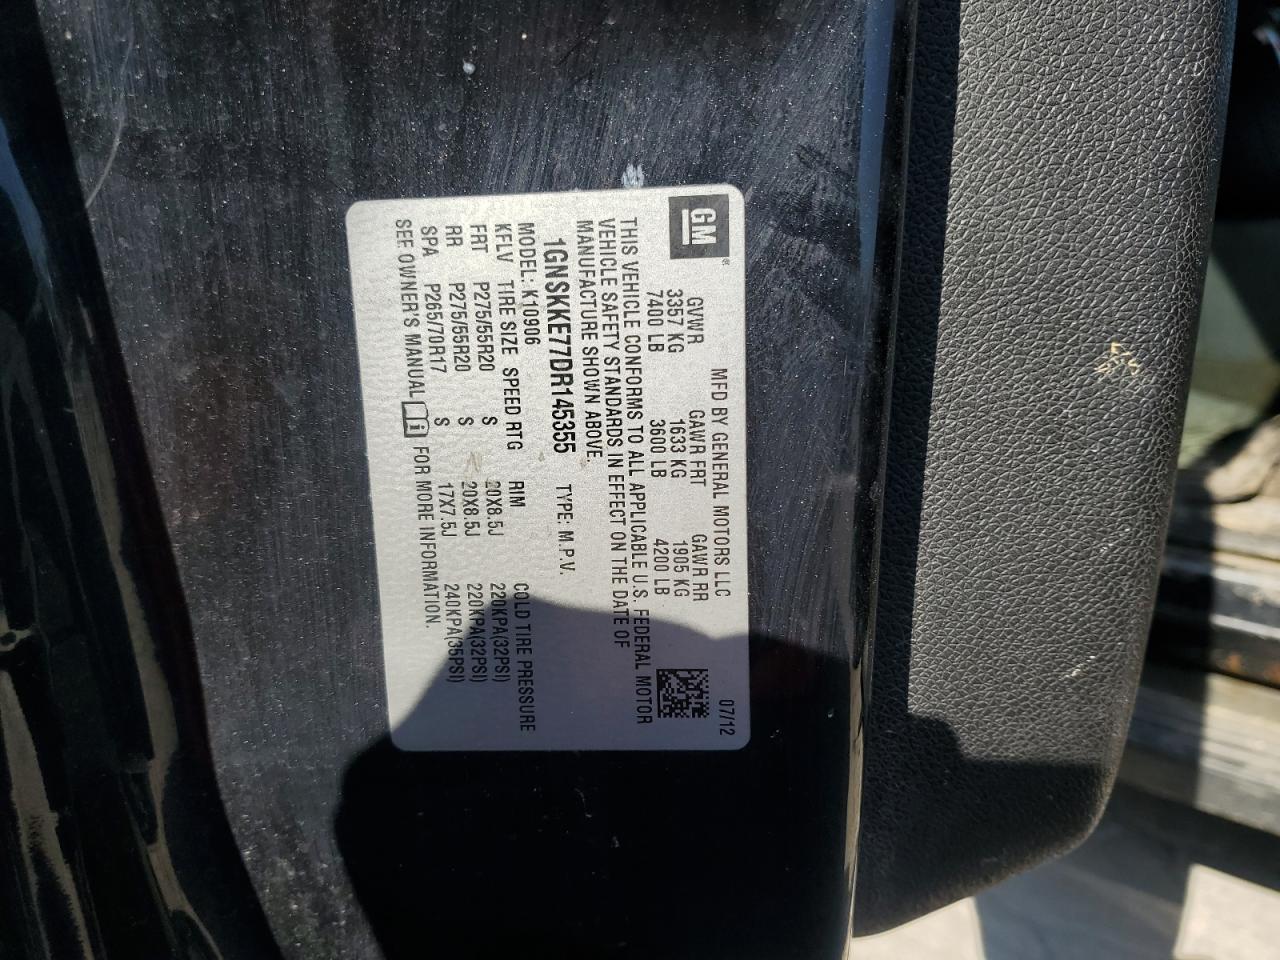 GM
MFD BY GENERAL MOTORS LLC 07/12
GVWR GAWR FRT GAWR RR
3357 KG 1633 KG 1905 KG
7400 LB 3600 LB 4200 LB
THIS VEHICLE CONFORMS TO ALL APPLICABLE U.S. FEDERAL MOTOR
VEHICLE SAFETY STANDARDS IN EFFECT ON THE DATE OF
MANUFACTURE SHOWN ABOVE.
1GNSKKE77DR145355 TYPE: M.P.V.
MODEL: K10906
KFLV TIRE SIZE SPEED RTG RIM COLD TIRE PRESSURE
FRT P275/55R20 S 20X8.5J 220KPA(32PSI)
RR P275/55R20 S 20X8.5J 220KPA(32PSI)
SPA P265/70R17 S 17X7.5J 240KPA(35PSI)
SEE OWNER'S MANUAL FOR MORE INFORMATION.